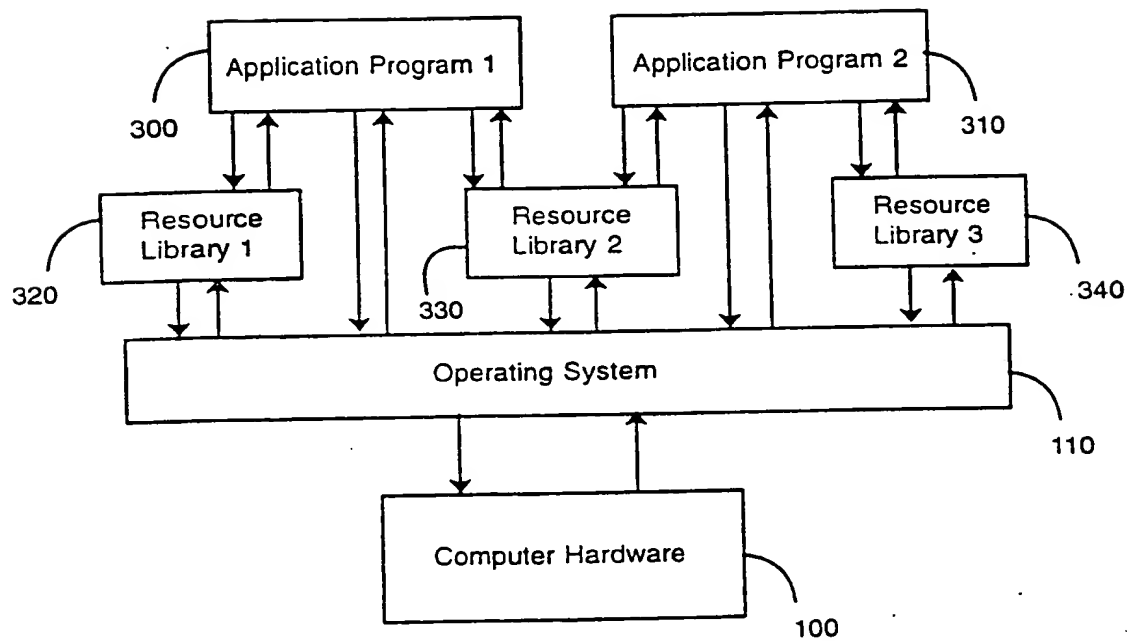 Application Program 1
Application Program 2
300
310
Resource
Library 1
Resource
Library 2
Resource
Library 3
320
330
340
Operating System
110
Computer Hardware
100